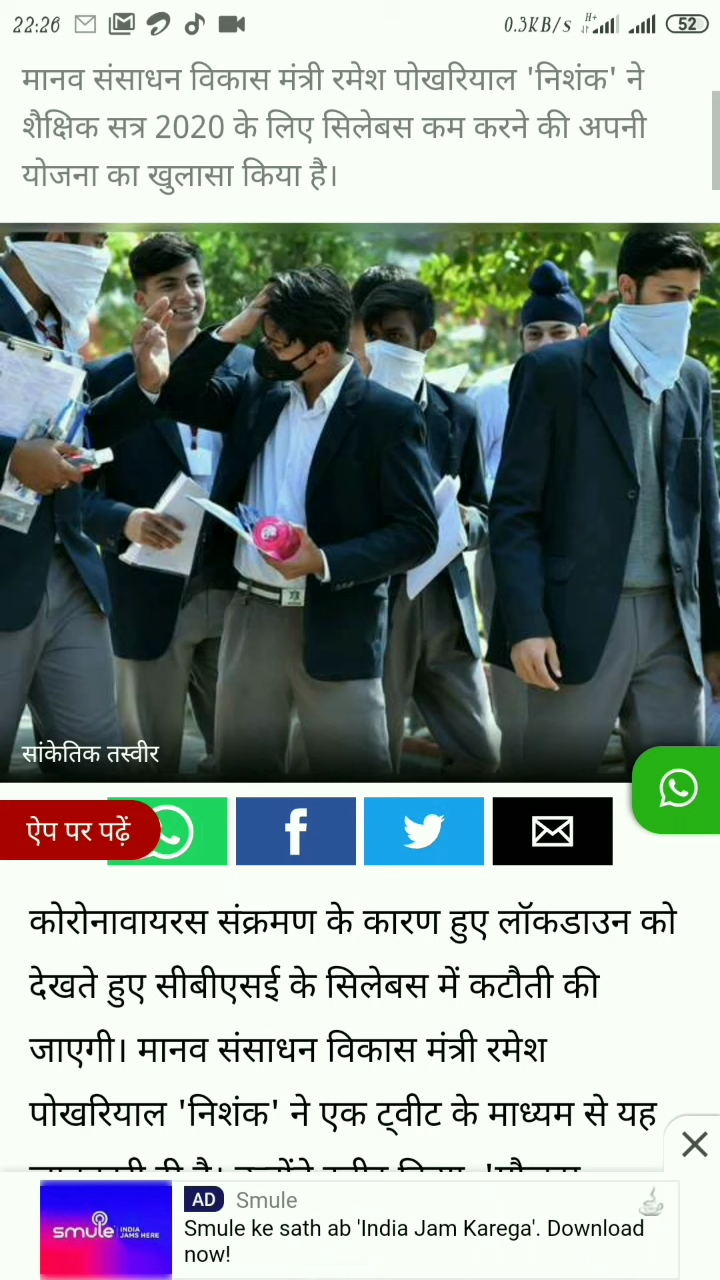 22:26
0.3KB/s H+ 52
मानव संसाधन विकास मंत्री रमेश पोखरियाल 'निशंक' ने
शैक्षिक सत्र 2020 के लिए सिलेबस कम करने की अपनी
योजना का खुलासा किया है।
सांकेतिक तस्वीर
ऐप पर पढ़ें
कोरोनावायरस संक्रमण के कारण हुए लॉकडाउन को
देखते हुए सीबीएसई के सिलेबस में कटौती की
जाएगी। मानव संसाधन विकास मंत्री रमेश
पोखरियाल 'निशंक' ने एक ट्वीट के माध्यम से यह
smule INDIA JAMS HERE
AD Smule
Smule ke sath ab 'India Jam Karega'. Download
now!